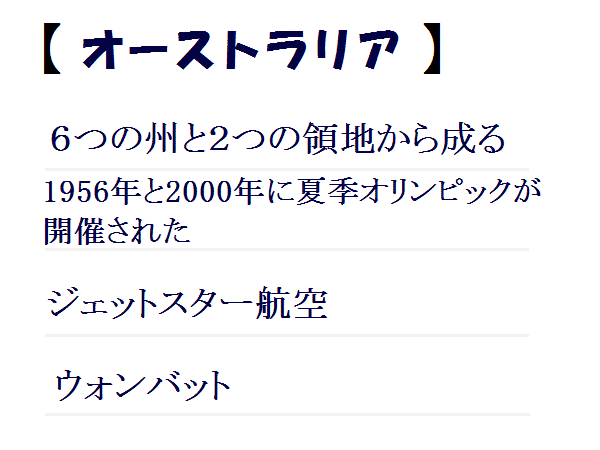 【 オーストラリア 】
６つの州と２つの領地から成る
1956年と2000年に夏季オリンピックが
開催された
ジェットスター航空
ウォンバット